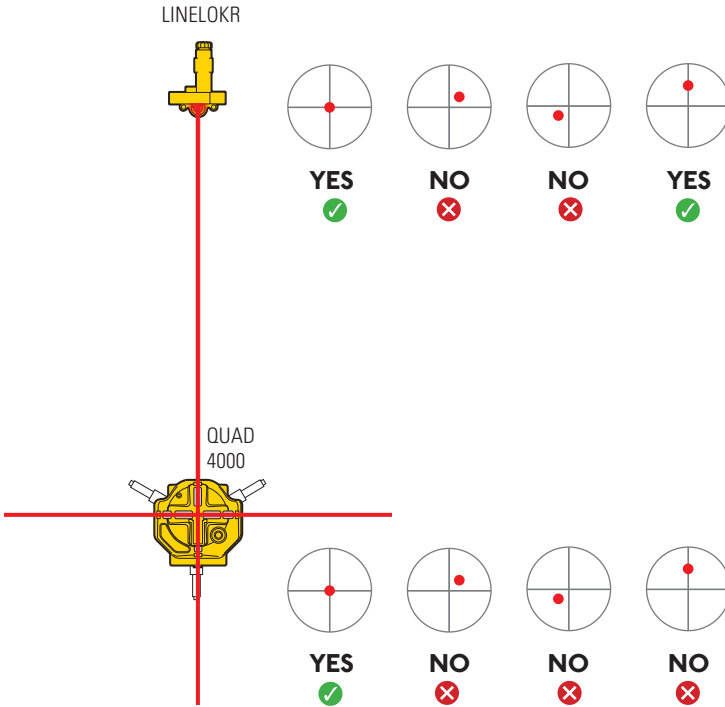 LINELOKR
YES NO NO YES
QUAD
4000
YES NO NO NO